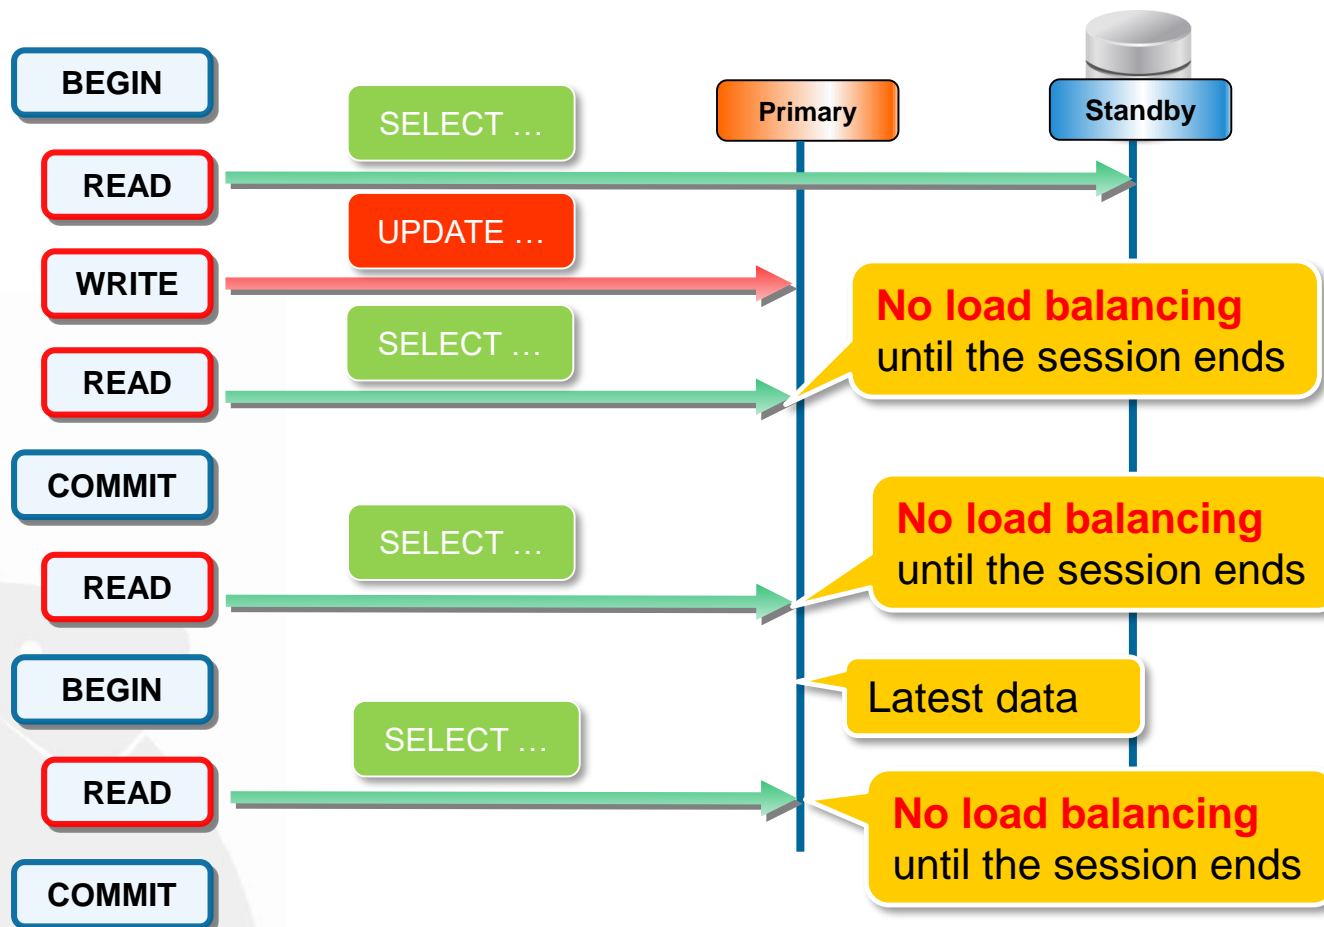 BEGIN
SELECT …
Primary
Standby
READ
UPDATE …
WRITE
No load balancing
until the session ends
SELECT …
READ
COMMIT
SELECT …
No load balancing
until the session ends
READ
BEGIN
Latest data
SELECT …
READ
No load balancing
until the session ends
COMMIT